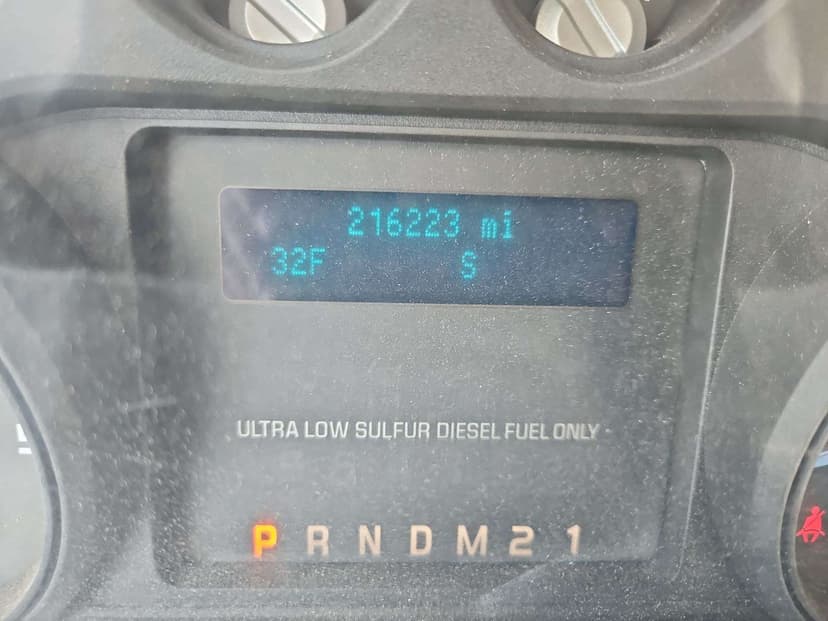 216223 mi
32F S
ULTRA LOW SULFUR DIESEL FUEL ONLY
P R N D M 2 1